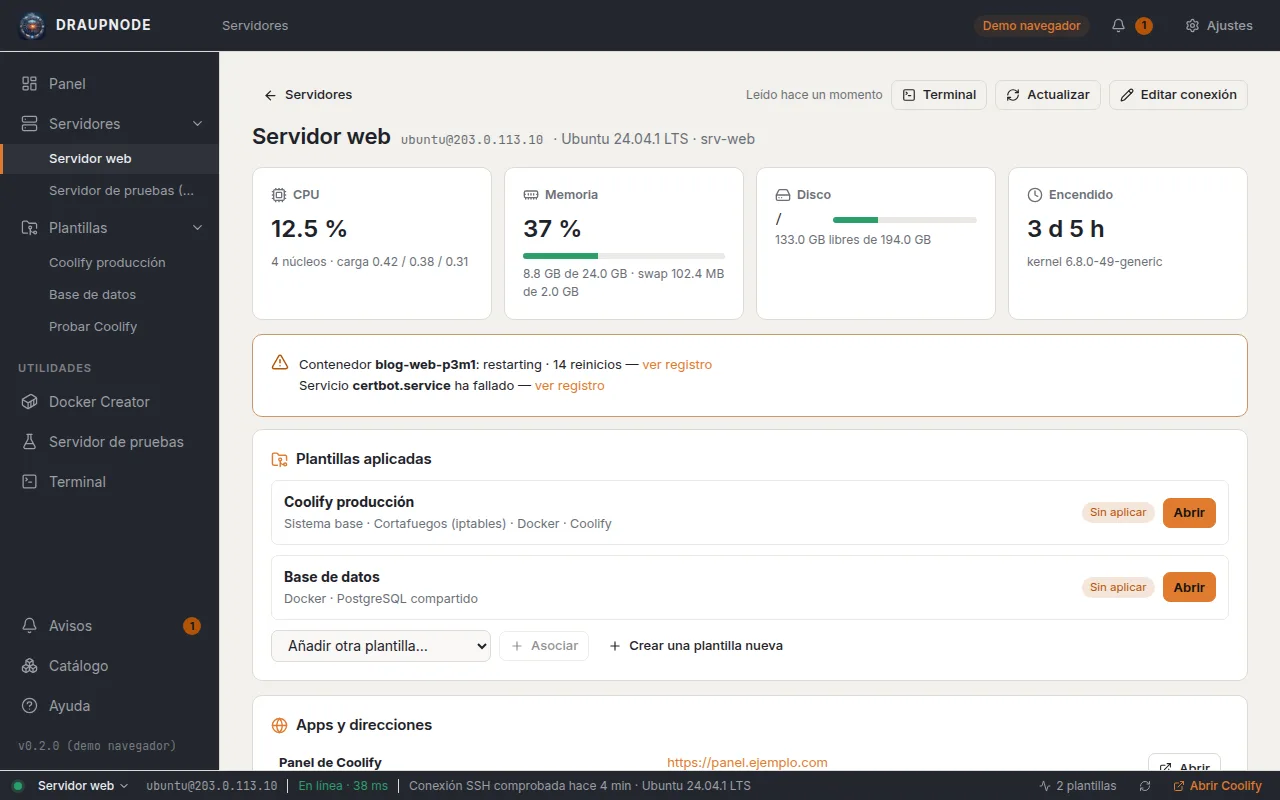 DRAUPNODE
Servidores
Demo navegador
1
Ajustes
Panel
Servidores
Servidor web
Servidor de pruebas (...
Plantillas
Coolify producción
Base de datos
Probar Coolify
UTILIDADES
Docker Creator
Servidor de pruebas
Terminal
Avisos
1
Catálogo
Ayuda
v0.2.0 (demo navegador)
Servidores
Leído hace un momento
Terminal
Actualizar
Editar conexión
Servidor web ubuntu@203.0.113.10 · Ubuntu 24.04.1 LTS · srv-web
CPU
12.5 %
4 núcleos · carga 0.42 / 0.38 / 0.31
Memoria
37 %
8.8 GB de 24.0 GB · swap 102.4 MB
de 2.0 GB
Disco
/
133.0 GB libres de 194.0 GB
Encendido
3 d 5 h
kernel 6.8.0-49-generic
Contenedor blog-web-p3m1: restarting · 14 reinicios — ver registro
Servicio certbot.service ha fallado — ver registro
Plantillas aplicadas
Coolify producción
Sistema base · Cortafuegos (iptables) · Docker · Coolify
Sin aplicar
Abrir
Base de datos
Docker · PostgreSQL compartido
Sin aplicar
Abrir
Añadir otra plantilla...
Asociar
Crear una plantilla nueva
Apps y direcciones
Panel de Coolify
https://panel.ejemplo.com
Abrir
Servidor web
ubuntu@203.0.113.10
En línea · 38 ms
Conexión SSH comprobada hace 4 min · Ubuntu 24.04.1 LTS
2 plantillas
Abrir Coolify